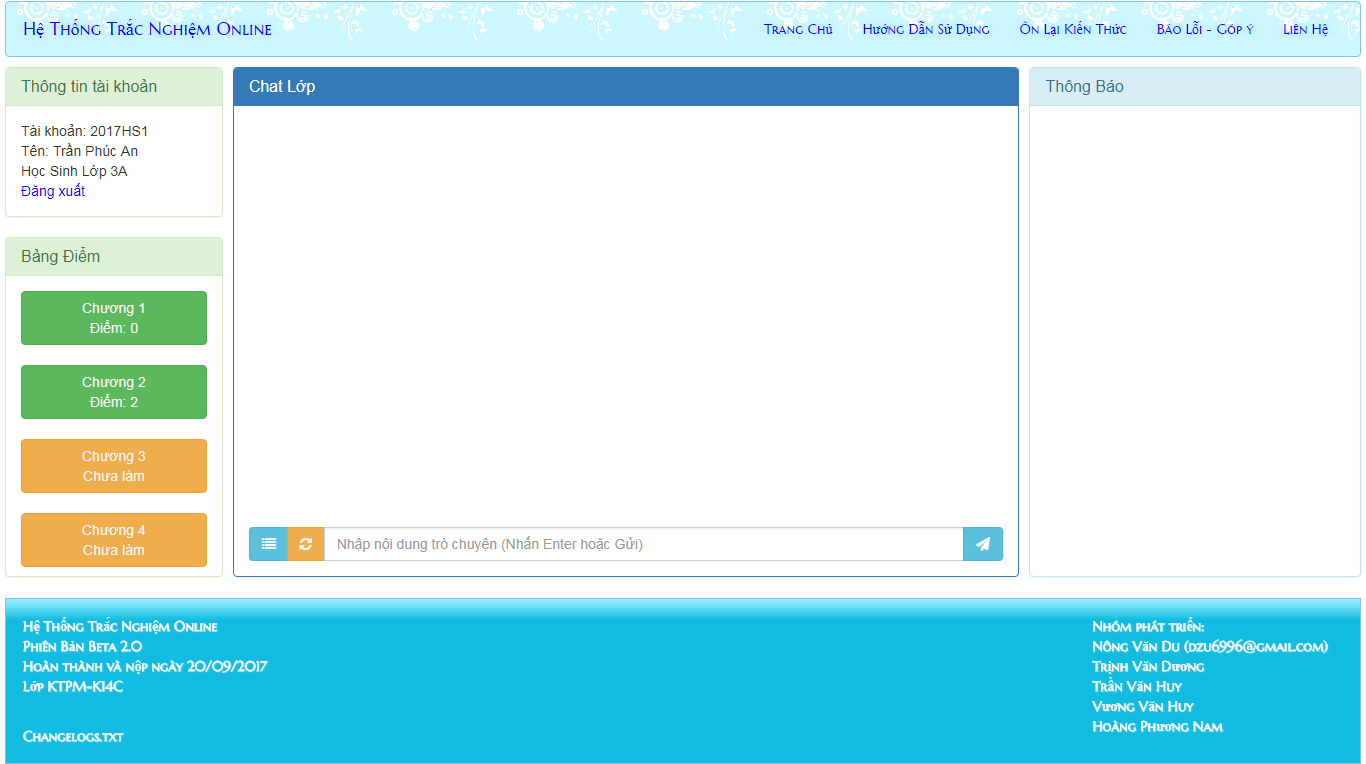 Hệ Thống Trắc Nghiệm Online
Trang Chủ
Hướng Dẫn Sử Dụng
Ôn Lại Kiến Thức
Báo Lỗi - Góp Ý
Liên Hệ
Thông tin tài khoản
Tài khoản: 2017HS1
Tên: Trần Phúc An
Học Sinh Lớp 3A
Đăng xuất
Bảng Điểm
Chương 1
Điểm: 0
Chương 2
Điểm: 2
Chương 3
Chưa làm
Chương 4
Chưa làm
Chat Lớp
Nhập nội dung trò chuyện (Nhấn Enter hoặc Gửi)
Thông Báo
Hệ Thống Trắc Nghiệm Online
Phiên Bản Beta 2.0
Hoàn thành và nộp ngày 20/09/2017
Lớp KTPM-K14C
Changelogs.txt
Nhóm phát triển:
Nông Văn Du (dzu6996@gmail.com)
Trịnh Văn Dương
Trần Văn Huy
Vương Văn Huy
Hoàng Phương Nam